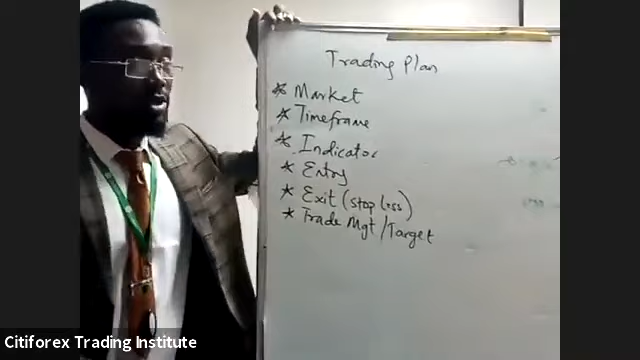 Trading Plan
* Market
* Timeframe
* Indicator
* Entry
* Exit (stop loss)
* Trade Mgt/Target
Citiforex Trading Institute